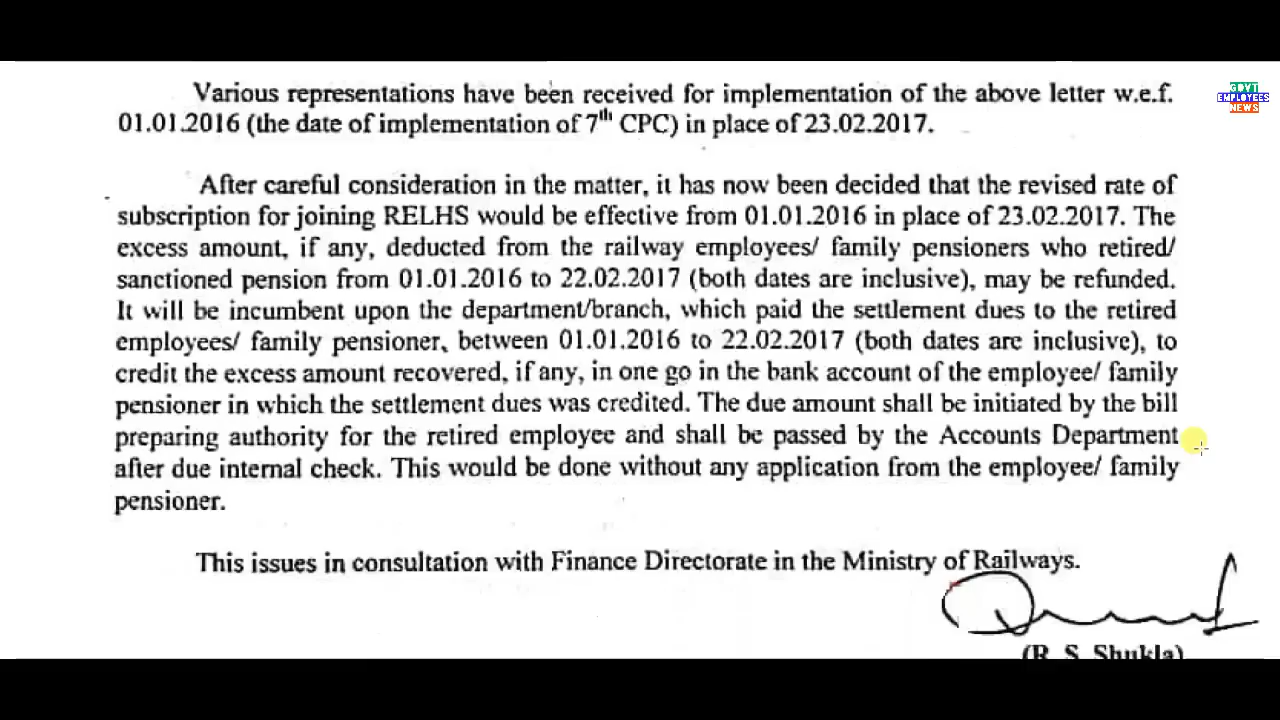 Various representations have been received for implementation of the above letter w.e.f.
01.01.2016 (the date of implementation of 7th CPC) in place of 23.02.2017.
After careful consideration in the matter, it has now been decided that the revised rate of
subscription for joining RELHS would be effective from 01.01.2016 in place of 23.02.2017. The
excess amount, if any, deducted from the railway employees/ family pensioners who retired/
sanctioned pension from 01.01.2016 to 22.02.2017 (both dates are inclusive), may be refunded.
It will be incumbent upon the department/branch, which paid the settlement dues to the retired
employees/ family pensioner, between 01.01.2016 to 22.02.2017 (both dates are inclusive), to
credit the excess amount recovered, if any, in one go in the bank account of the employee/ family
pensioner in which the settlement dues was credited. The due amount shall be initiated by the bill
preparing authority for the retired employee and shall be passed by the Accounts Department
after due internal check. This would be done without any application from the employee/ family
pensioner.
This issues in consultation with Finance Directorate in the Ministry of Railways.
(R. S. Shukla)
GOVT
EMPLOYEES
NEWS